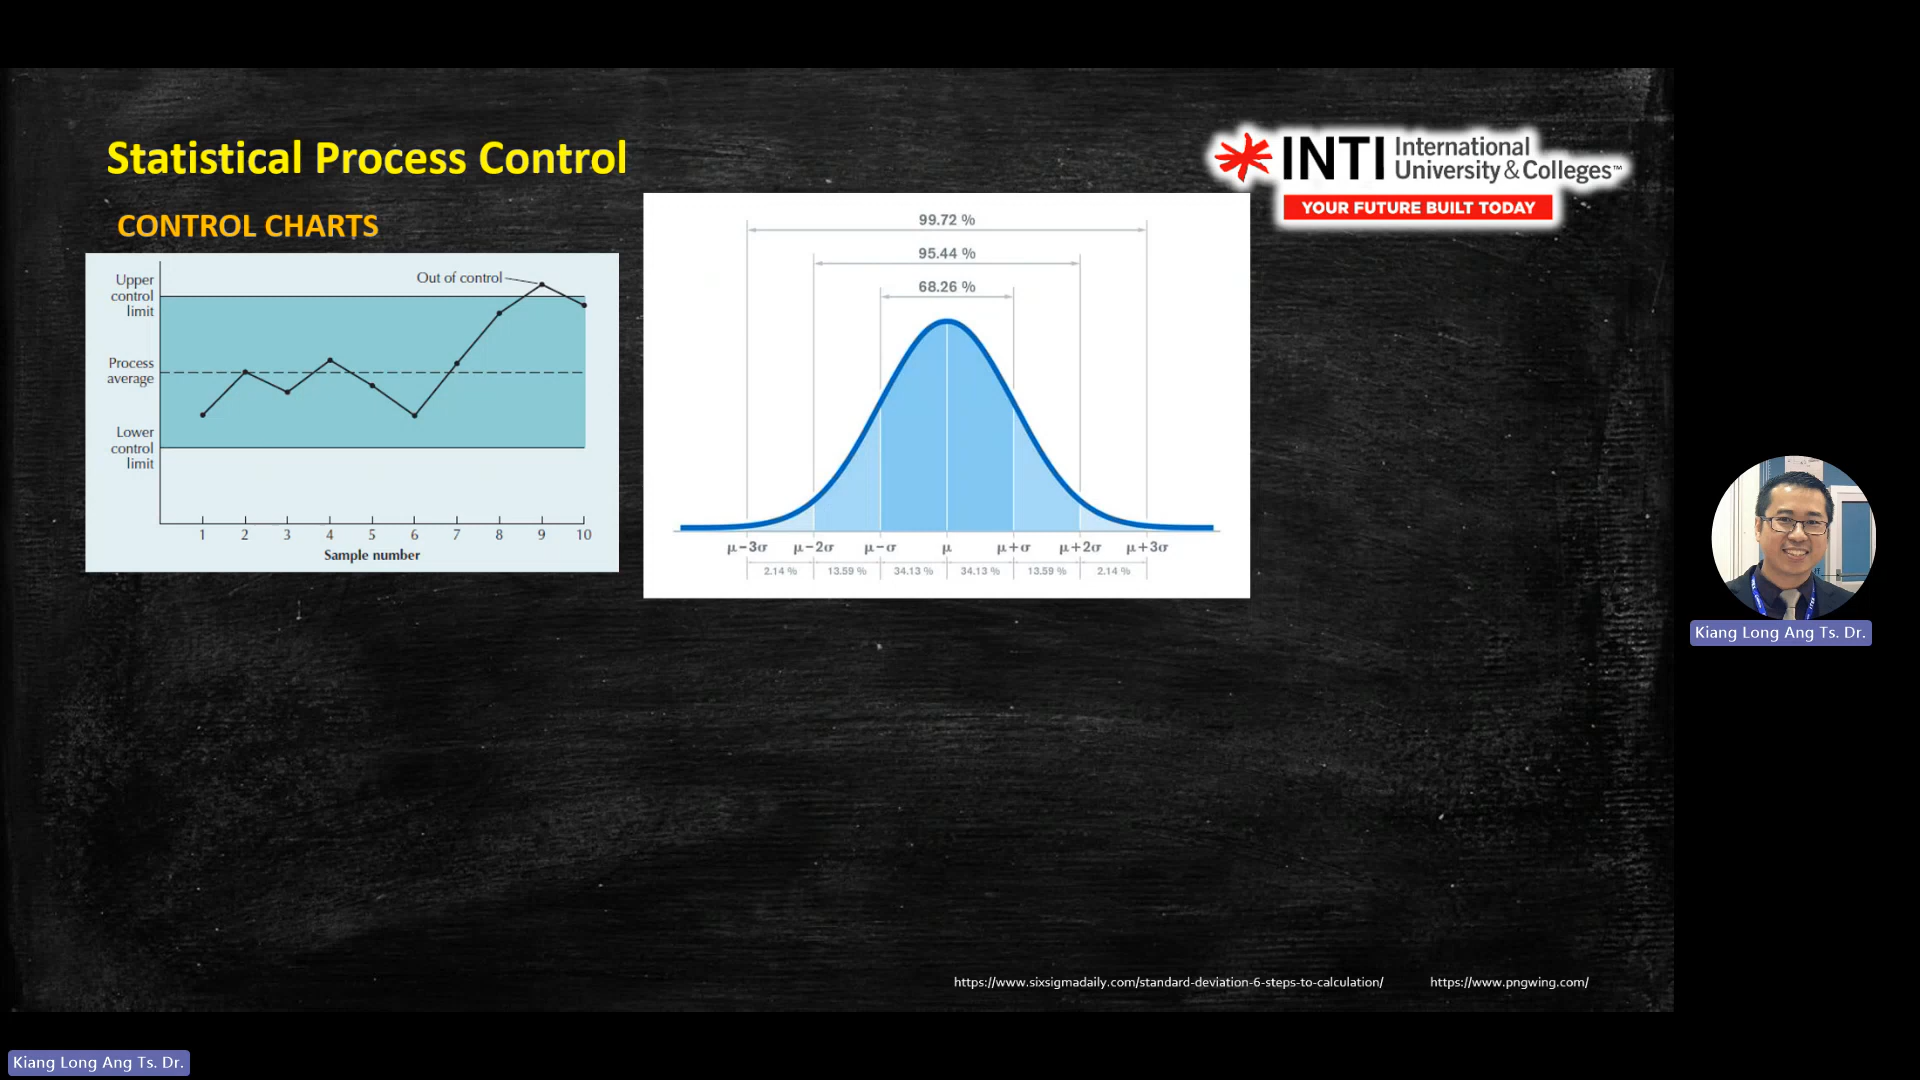 Statistical Process Control
CONTROL CHARTS
INTI International
University & Colleges™
YOUR FUTURE BUILT TODAY
Upper
control
limit
Out of control
Process
average
Lower
control
limit
1 2 3 4 5 6 7 8 9 10
Sample number
99.72 %
95.44 %
68.26 %
μ−3σ μ−2σ μ−σ μ μ+σ μ+2σ μ+3σ
2.14 % 13.59 % 34.13 % 34.13 % 13.59 % 2.14 %
Kiang Long Ang Ts. Dr.
https://www.sixsigmadaily.com/standard-deviation-6-steps-to-calculation/ https://www.pngwing.com/
Kiang Long Ang Ts. Dr.